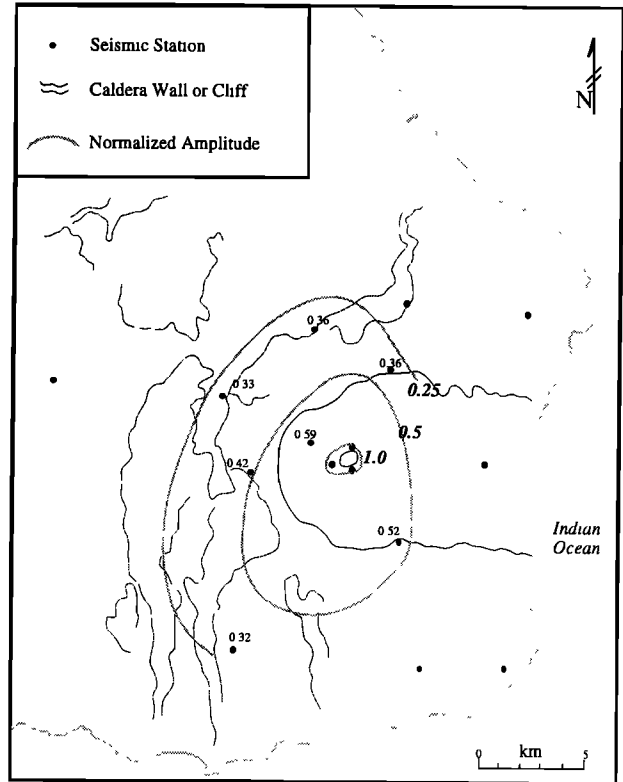 Seismic Station
Caldera Wall or Cliff
Normalized Amplitude
N
0 36
0 36
0.25
0 33
0.5
0 59
1.0
0 42
0 52
Indian
Ocean
0 32
km
0
5